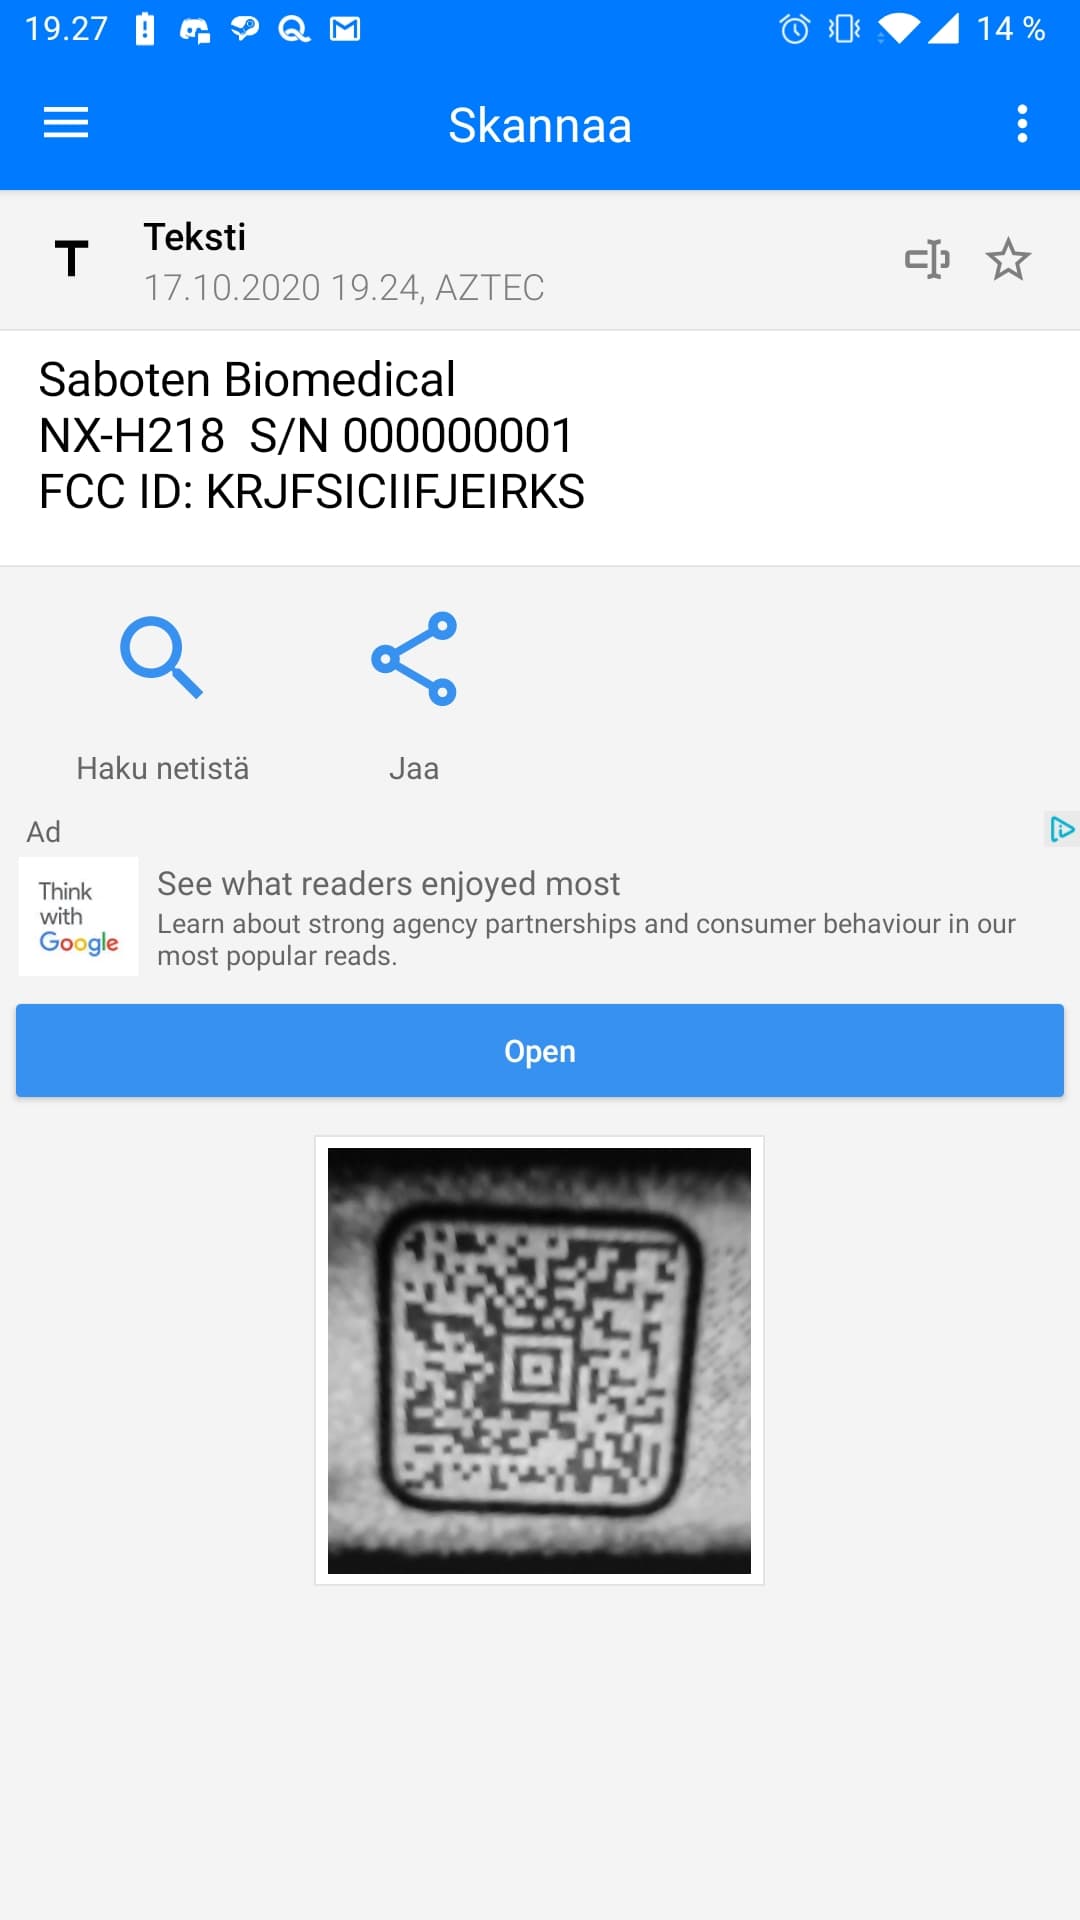 19.27
14 %
Skannaa
T
Teksti
17.10.2020 19.24, AZTEC
Saboten Biomedical
NX-H218  S/N 000000001
FCC ID: KRJFSICIIFJEIRKS
Haku netistä
Jaa
Ad
Think
with
Google
See what readers enjoyed most
Learn about strong agency partnerships and consumer behaviour in our
most popular reads.
Open